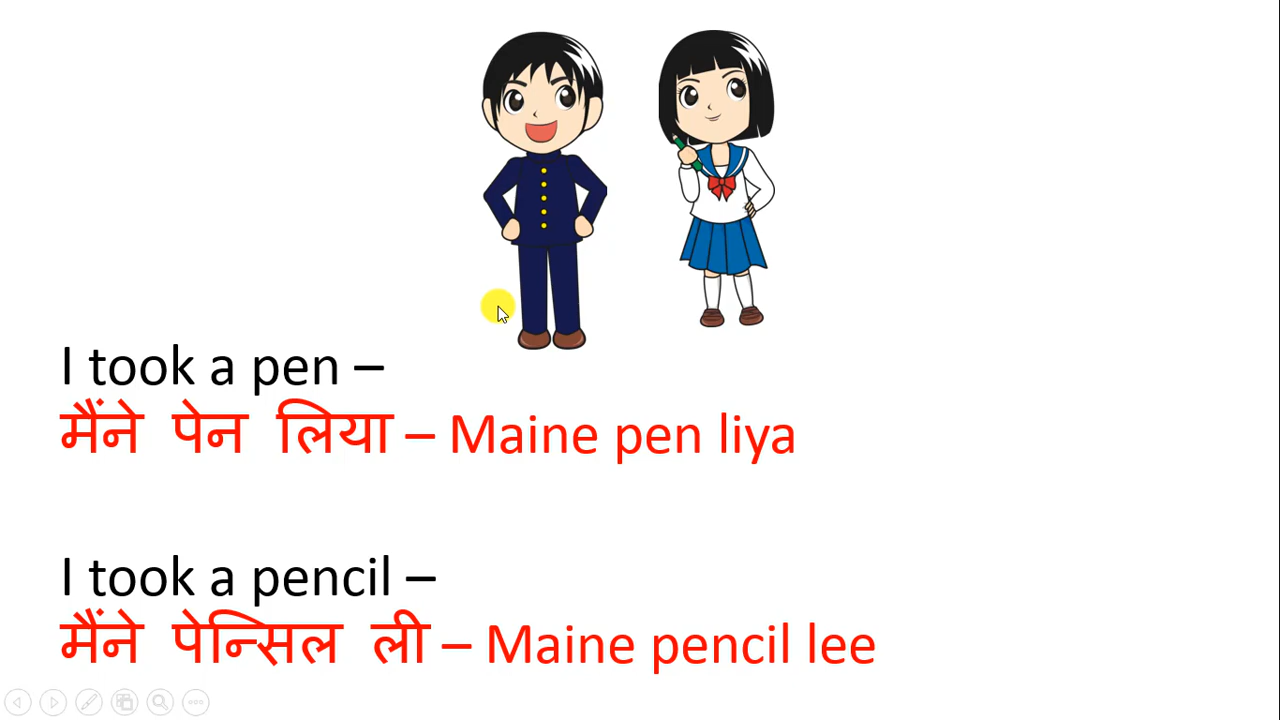 I took a pen –
मैंने पेन लिया – Maine pen liya
I took a pencil –
मैंने पेन्सिल ली – Maine pencil lee